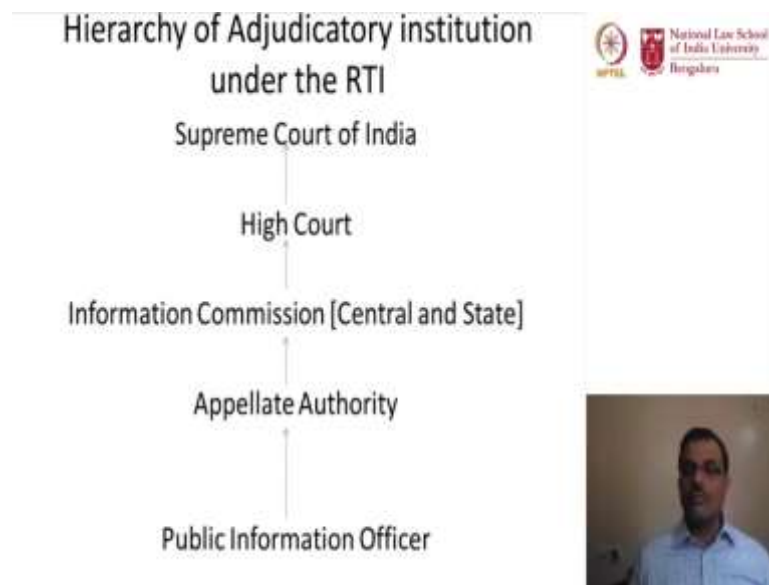 Hierarchy of Adjudicatory institution
under the RTI
Supreme Court of India
High Court
Information Commission [Central and State]
Appellate Authority
Public Information Officer
NPTEL
National Law School
of India University
Bengaluru